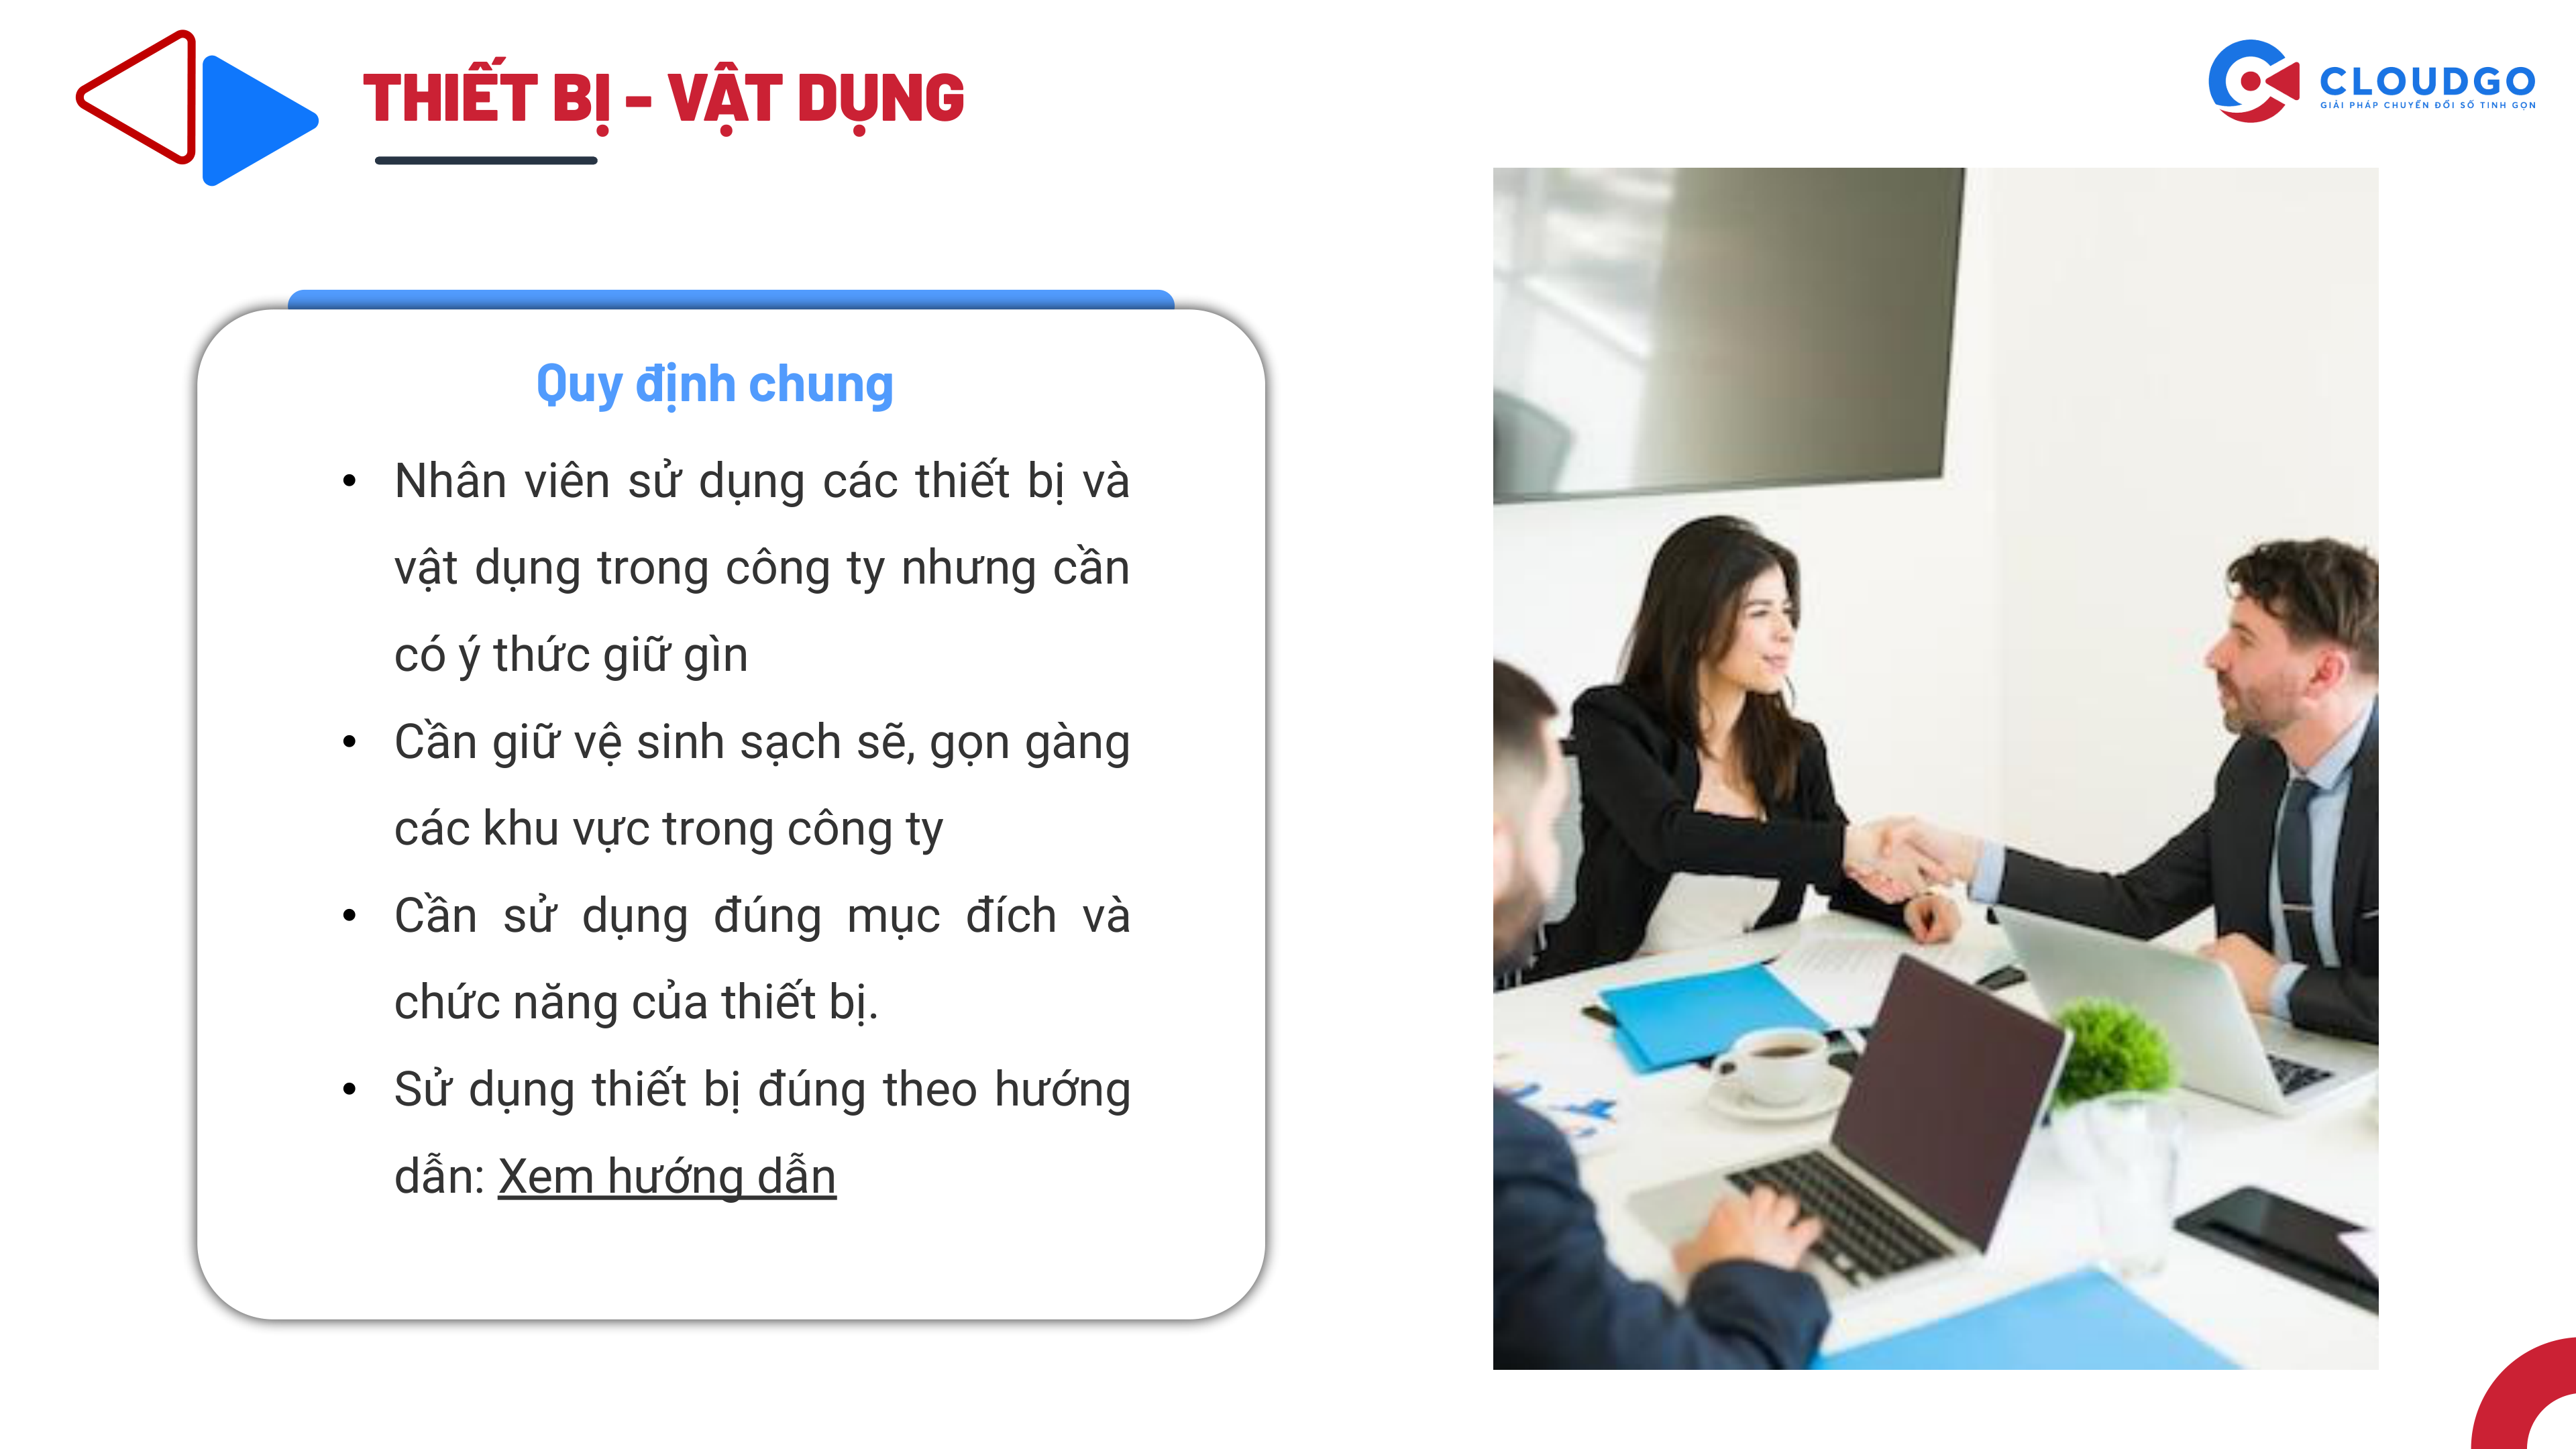 THIẾT BỊ - VẬT DỤNG
CLOUDGO
GIẢI PHÁP CHUYỂN ĐỔI SỐ TINH GỌN
Quy định chung
• Nhân viên sử dụng các thiết bị và
vật dụng trong công ty nhưng cần
có ý thức giữ gìn
• Cần giữ vệ sinh sạch sẽ, gọn gàng
các khu vực trong công ty
• Cần sử dụng đúng mục đích và
chức năng của thiết bị.
• Sử dụng thiết bị đúng theo hướng
dẫn: Xem hướng dẫn